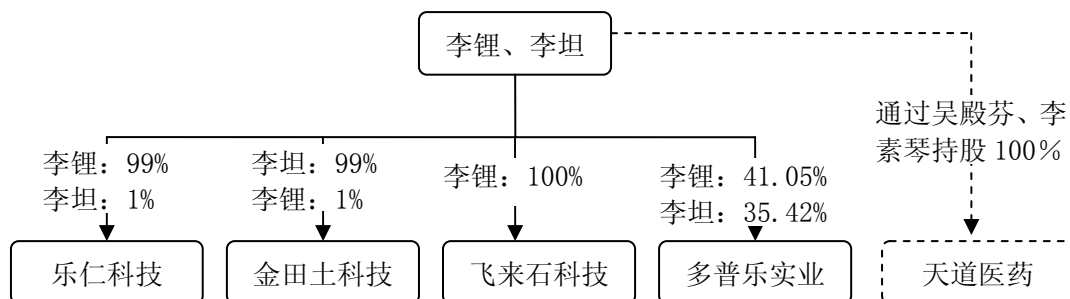 李锂、李坦
通过吴殿芬、李
素琴持股 100％
李锂：99%
李坦：1%
李坦：99%
李锂：1%
李锂：100%
李锂：41.05%
李坦：35.42%
乐仁科技
金田土科技
飞来石科技
多普乐实业
天道医药